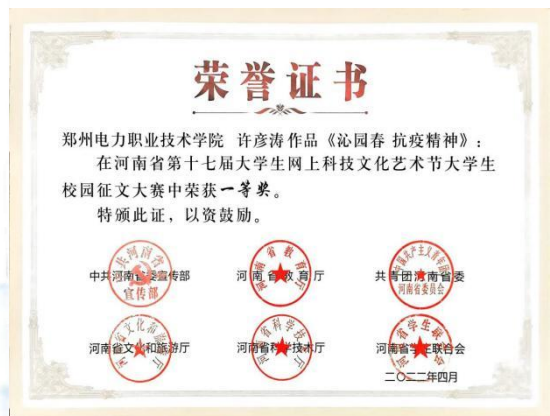 荣誉证书
郑州电力职业技术学院 许彦涛作品《沁园春 抗疫精神》：
在河南省第十七届大学生网上科技文化艺术节大学生
校园征文大赛中荣获一等奖。
特颁此证，以资鼓励。
中共河南省委宣传部 河南省教育厅 共青团河南省委
河南省文化和旅游厅 河南省科学技术厅 河南省学生联合会
二〇二二年四月